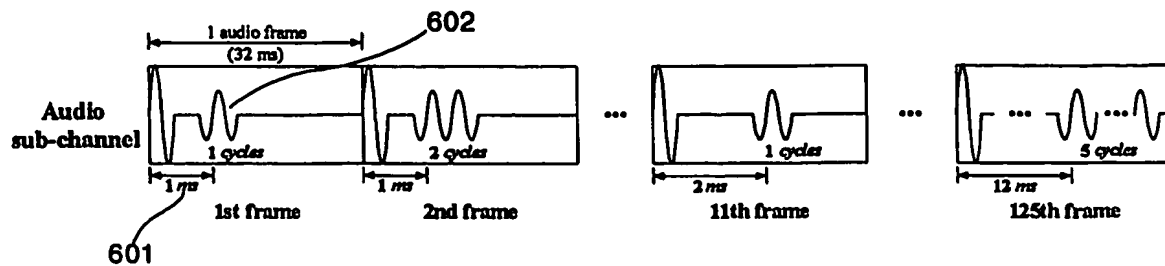 602
1 audio frame
(32 ms)
Audio
sub-channel
1 cycles
2 cycles
...
1 cycles
...
... ....
5 cycles
1 ms
1 ms
2 ms
12 ms
1st frame
2nd frame
11th frame
125th frame
601